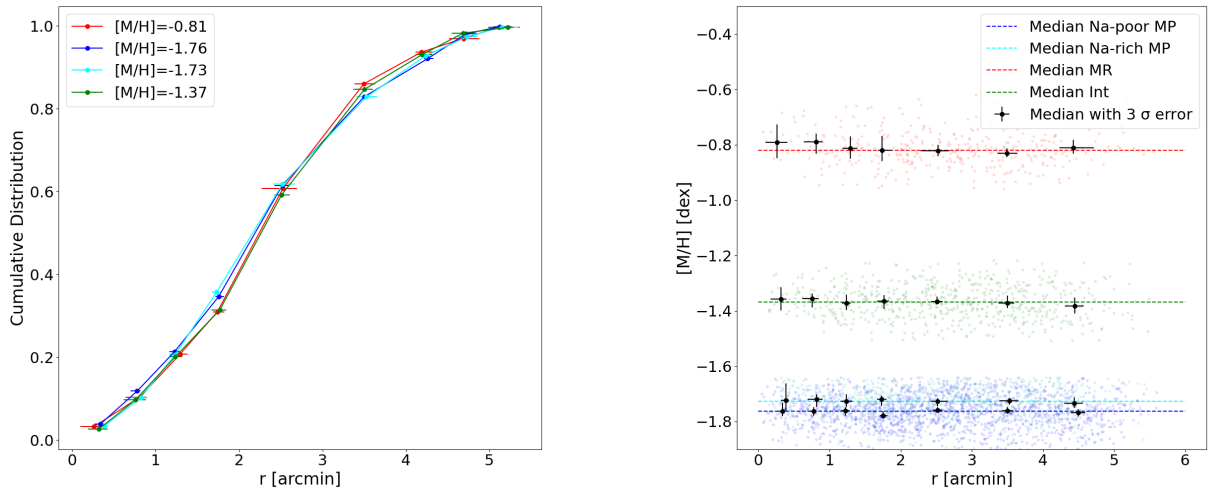 1.0
0.8
0.6
0.4
0.2
0.0
Cumulative Distribution
0
1
2
3
4
5
r [arcmin]
[M/H]=-0.81
[M/H]=-1.76
[M/H]=-1.73
[M/H]=-1.37
−0.4
−0.6
−0.8
−1.0
−1.2
−1.4
−1.6
−1.8
[M/H] [dex]
0
1
2
3
4
5
6
r [arcmin]
Median Na-poor MP
Median Na-rich MP
Median MR
Median Int
Median with 3 σ error